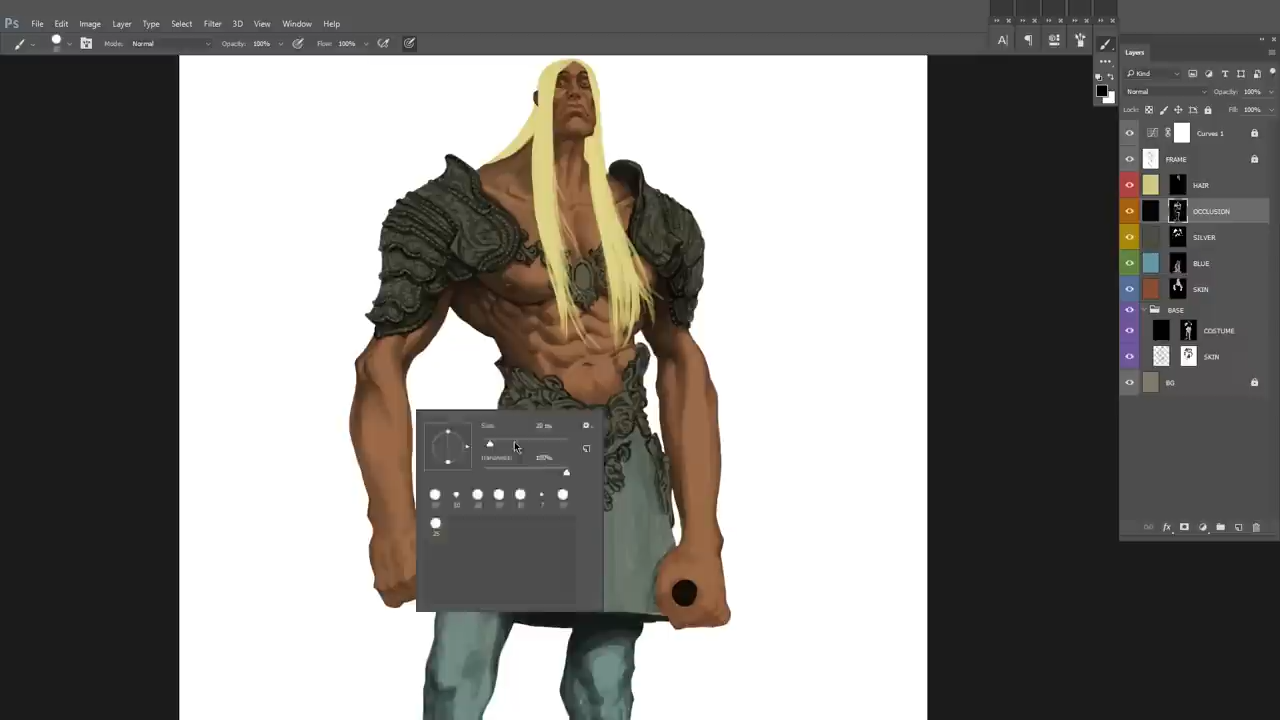 Ps File Edit Image Layer Type Select Filter 3D View Window Help
Mode: Normal Opacity: 100% Flow: 100%
A|
Layers
Kind
Normal Opacity: 100%
Lock: Fill: 100%
Curves 1
FRAME
HAIR
OCCLUSION
SILVER
BLUE
SKIN
BASE
COSTUME
SKIN
BG
Size:
100%
7
25